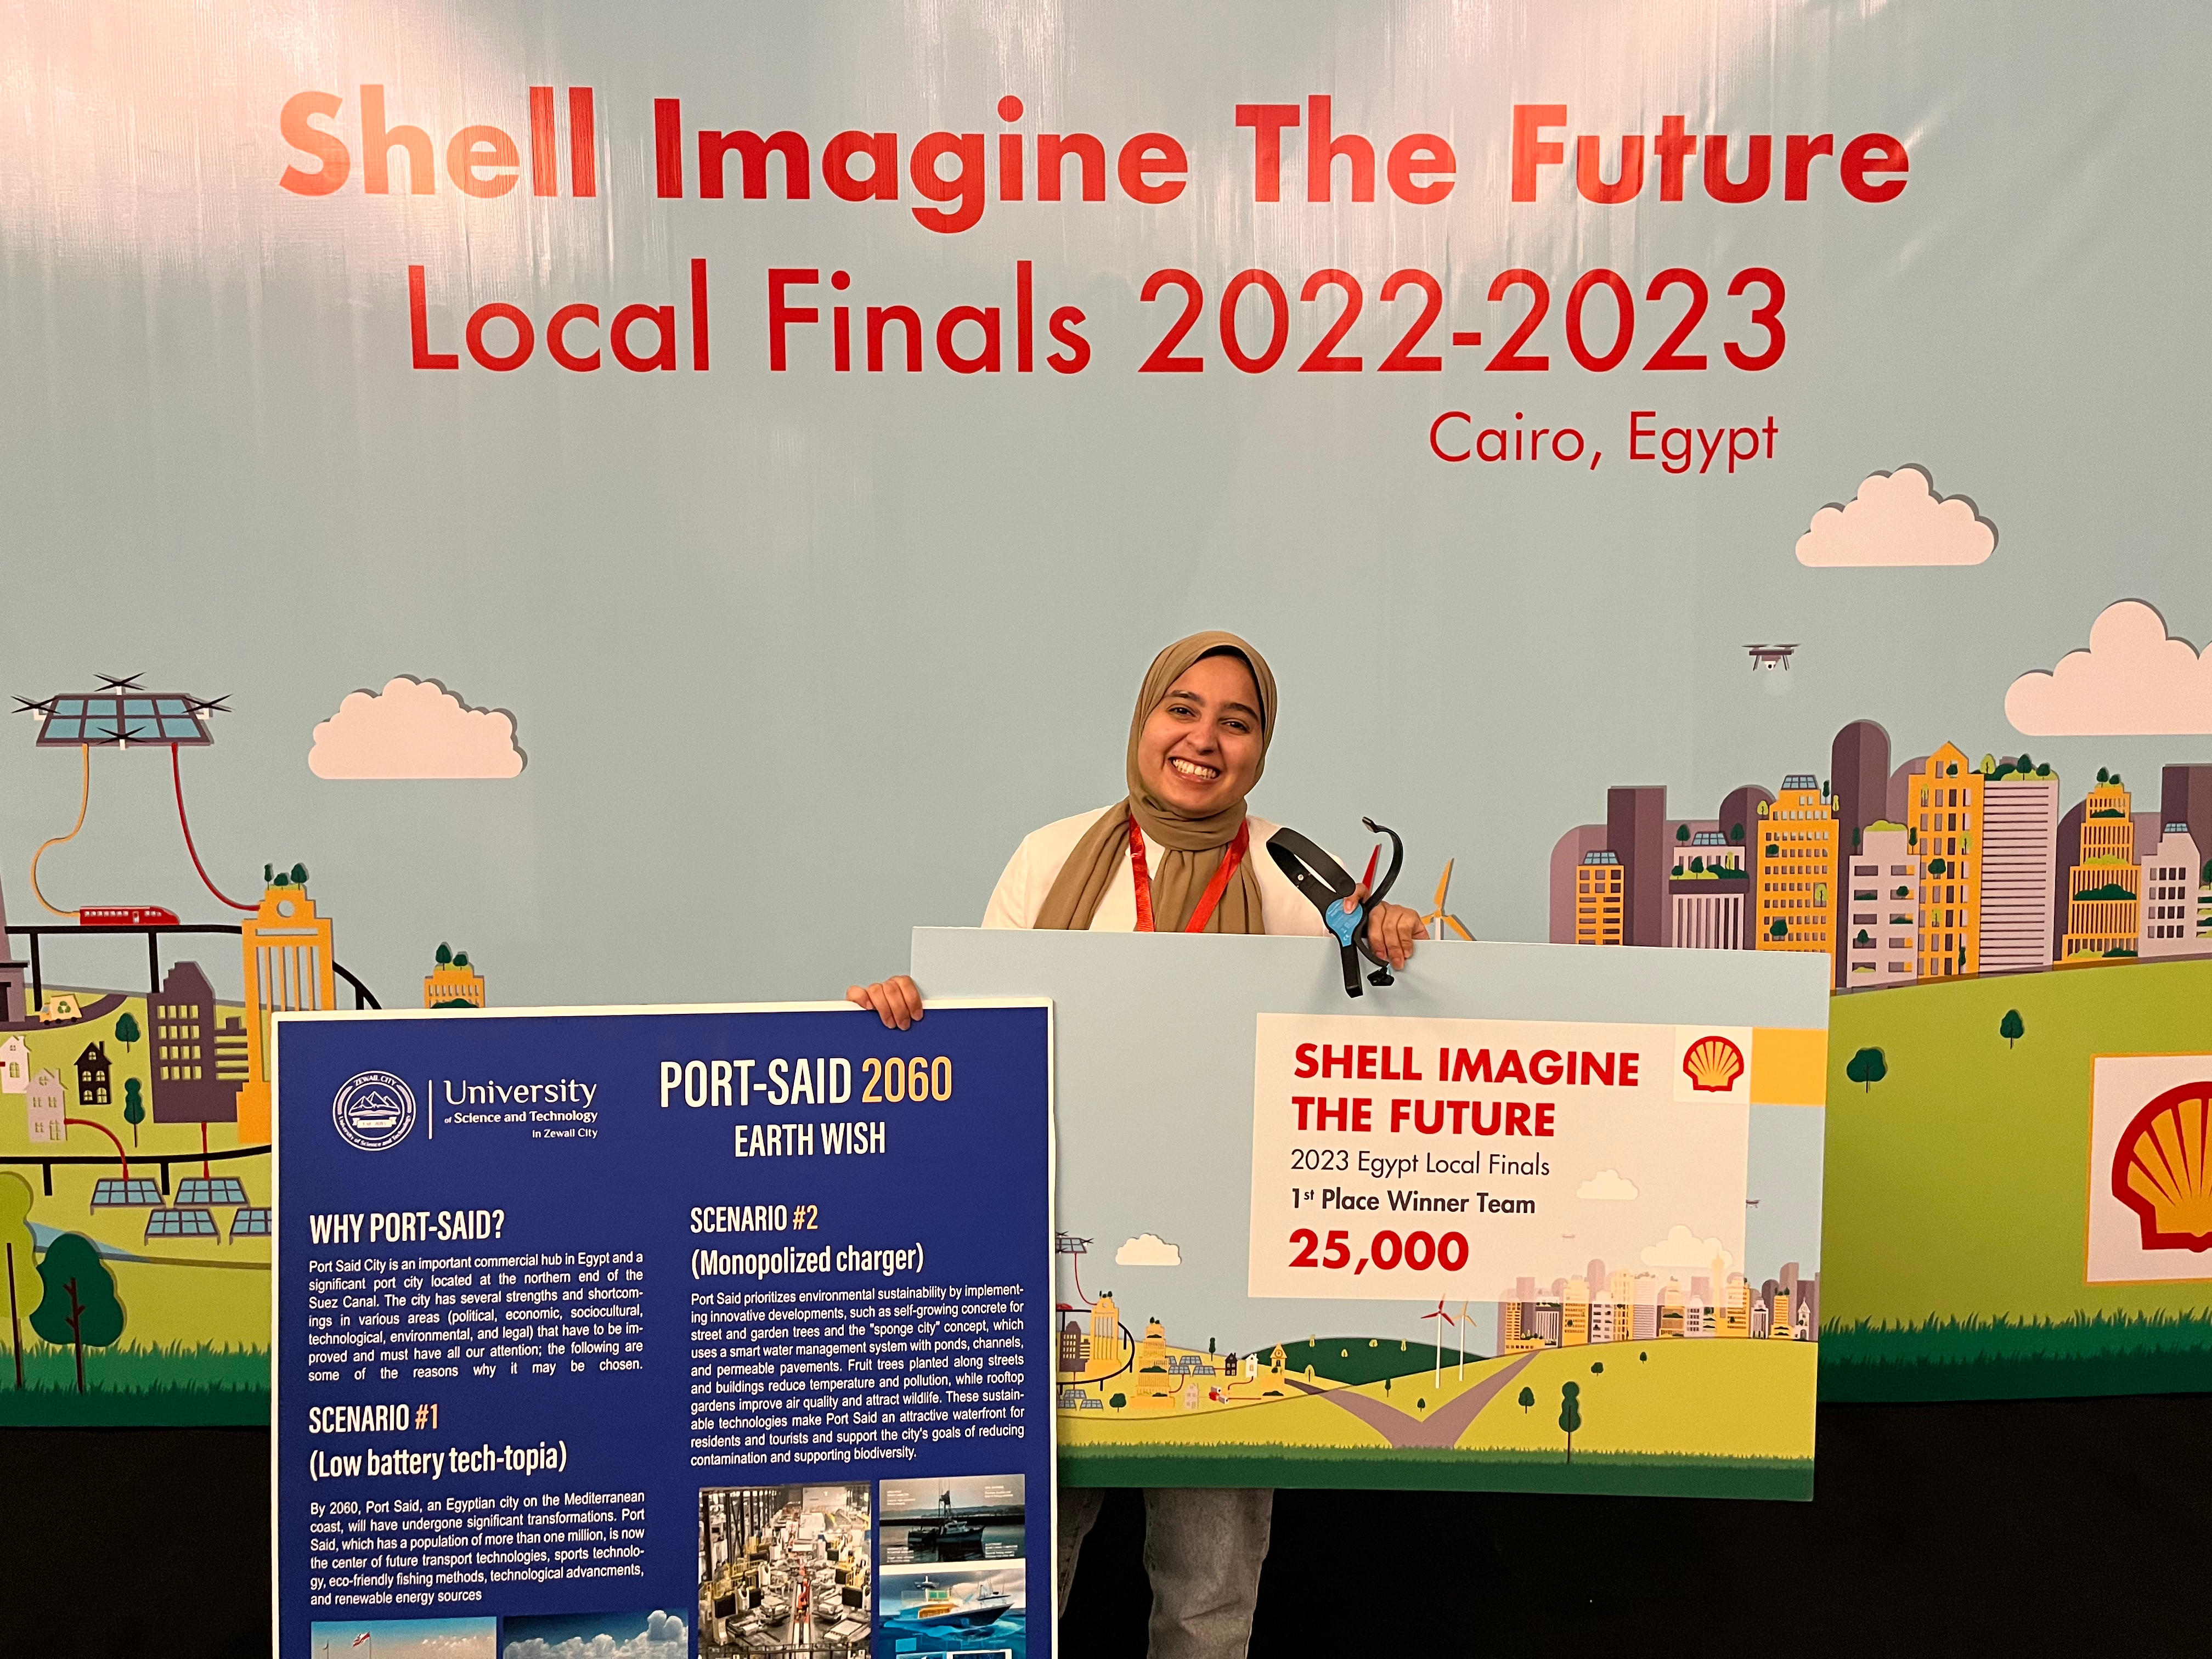 Shell Imagine The Future
Local Finals 2022-2023
Cairo, Egypt
University
of Science and Technology
in Zewail City
PORT-SAID 2060
EARTH WISH
WHY PORT-SAID?
Port Said City is an important commercial hub in Egypt and a
significant port city located at the northern end of the
Suez Canal. The city has several strengths and shortcom-
ings in various areas (political, economic, sociocultural,
technological, environmental, and legal) that have to be im-
proved and must have all our attention; the following are
some of the reasons why it may be chosen.
SCENARIO #1
(Low battery tech-topia)
By 2060, Port Said, an Egyptian city on the Mediterranean
coast, will have undergone significant transformations. Port
Said, which has a population of more than one million, is now
the center of future transport technologies, sports technolo-
gy, eco-friendly fishing methods, technological advancments,
and renewable energy sources
SCENARIO #2
(Monopolized charger)
Port Said prioritizes environmental sustainability by implement-
ing innovative developments, such as self-growing concrete for
street and garden trees and the "sponge city" concept, which
uses a smart water management system with ponds, channels,
and permeable pavements. Fruit trees planted along streets
and buildings reduce temperature and pollution, while rooftop
gardens improve air quality and attract wildlife. These sustain-
able technologies make Port Said an attractive waterfront for
residents and tourists and support the city's goals of reducing
contamination and supporting biodiversity.
SHELL IMAGINE
THE FUTURE
2023 Egypt Local Finals
1st Place Winner Team
25,000